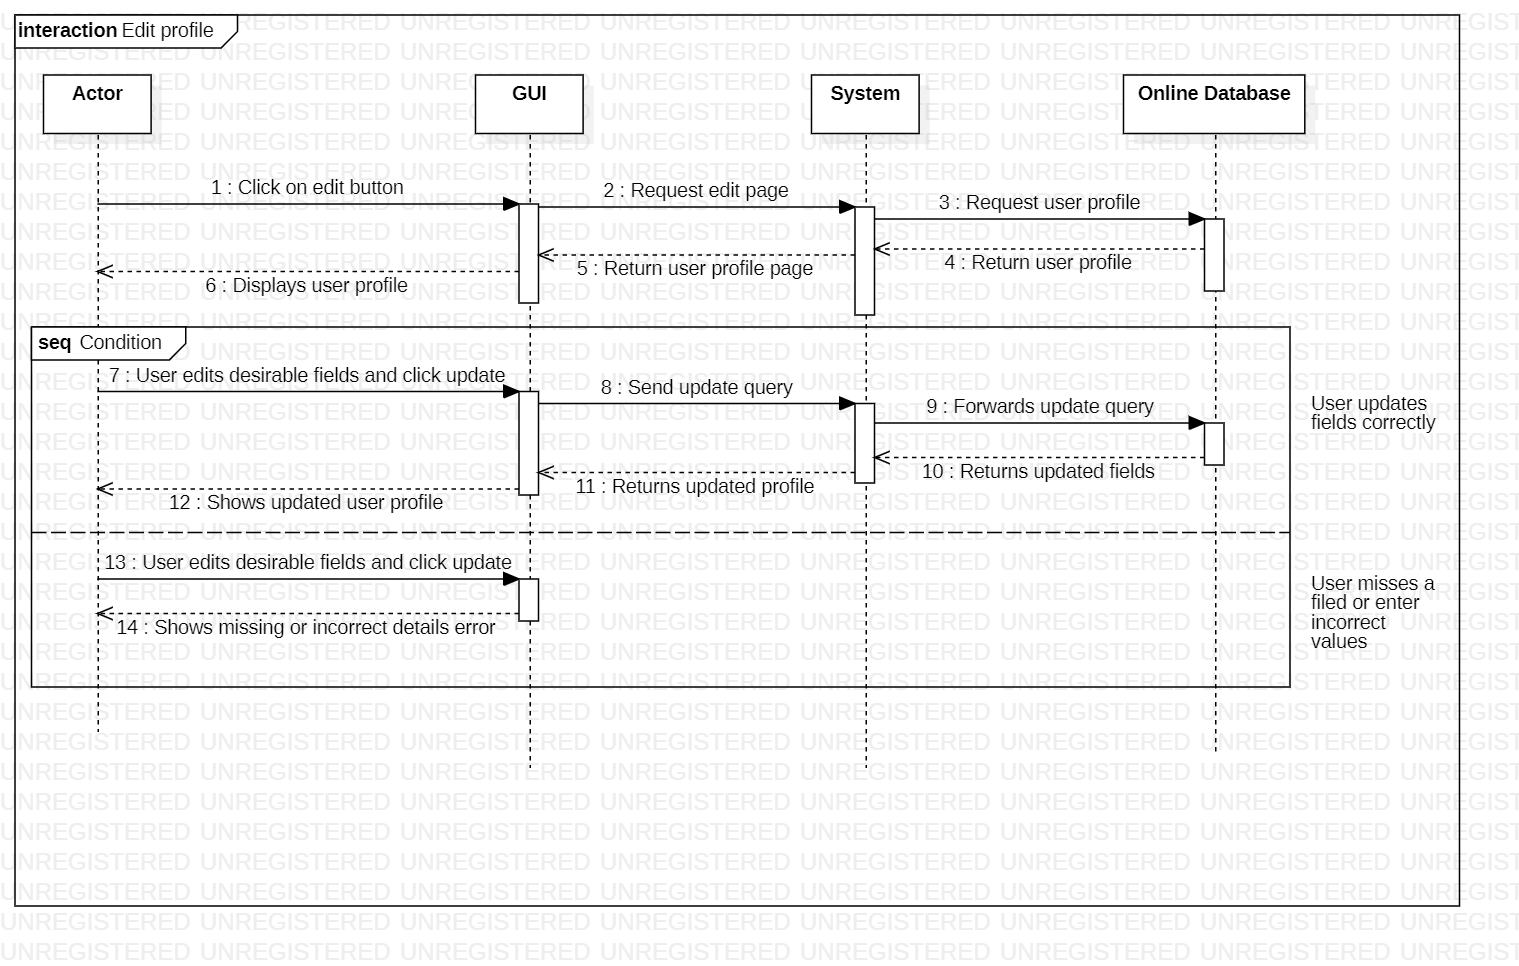 interaction Edit profile
Actor
GUI
System
Online Database
1 : Click on edit button
2 : Request edit page
3 : Request user profile
4 : Return user profile
5 : Return user profile page
6 : Displays user profile
seq Condition
7 : User edits desirable fields and click update
8 : Send update query
9 : Forwards update query
User updates
fields correctly
10 : Returns updated fields
11 : Returns updated profile
12 : Shows updated user profile
13 : User edits desirable fields and click update
User misses a
filed or enter
incorrect
values
14 : Shows missing or incorrect details error
UNREGISTERED